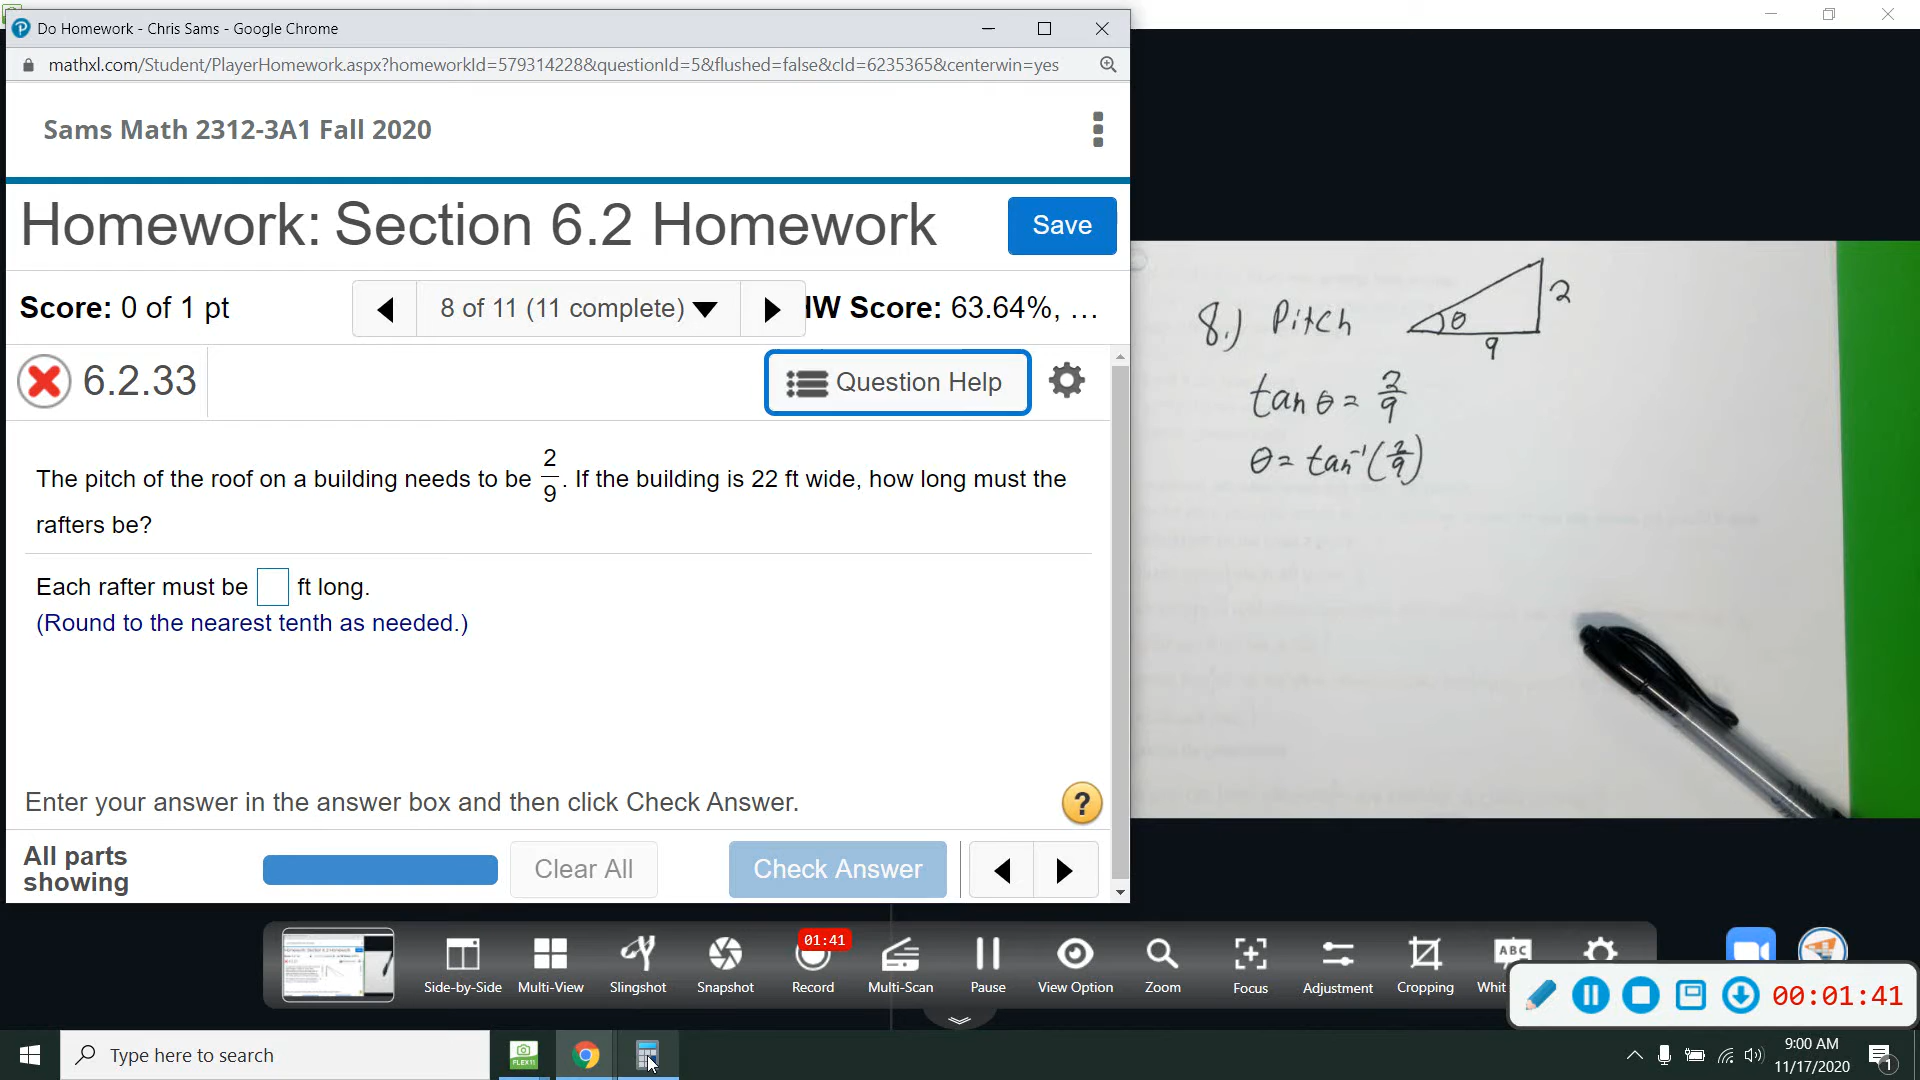 Do Homework - Chris Sams - Google Chrome
mathxl.com/Student/PlayerHomework.aspx?homeworkId=579314228&questionId=5&flushed=false&cId=6235365&centerwin=yes
Sams Math 2312-3A1 Fall 2020
Homework: Section 6.2 Homework
Save
Score: 0 of 1 pt
8 of 11 (11 complete)
HW Score: 63.64%, ...
6.2.33
Question Help
The pitch of the roof on a building needs to be 2/9. If the building is 22 ft wide, how long must the
rafters be?
Each rafter must be ft long.
(Round to the nearest tenth as needed.)
Enter your answer in the answer box and then click Check Answer.
?
All parts
showing
Clear All
Check Answer
8.) Pitch
θ
2
9
tan θ = 2/9
θ = tan⁻¹(2/9)
01:41
Side-by-Side
Multi-View
Slingshot
Snapshot
Record
Multi-Scan
Pause
View Option
Zoom
Focus
Adjustment
Cropping
ABC
Whit
00:01:41
Type here to search
FLEX11
9:00 AM
11/17/2020
1